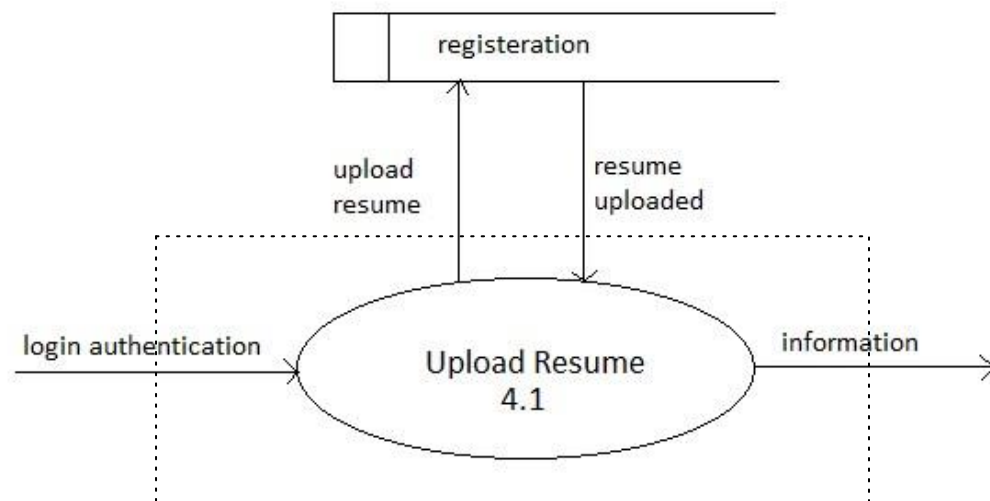 registeration
upload
resume
resume
uploaded
login authentication
information
Upload Resume
4.1